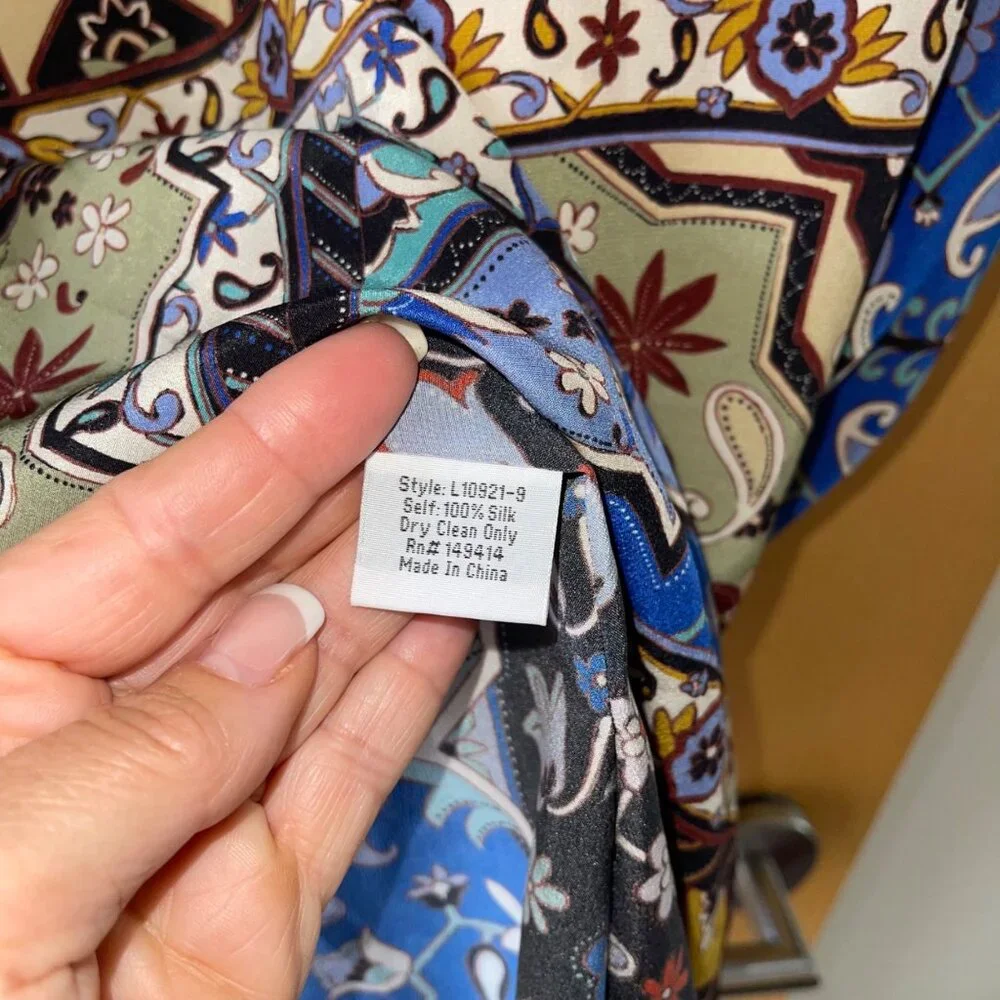 Style: L10921-9
Self: 100% Silk
Dry Clean Only
Rn# 149414
Made In China